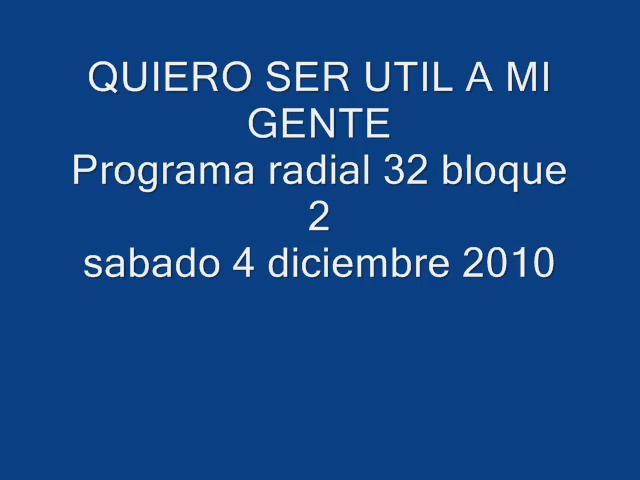 QUIERO SER UTIL A MI
GENTE
Programa radial 32 bloque
2
sabado 4 diciembre 2010